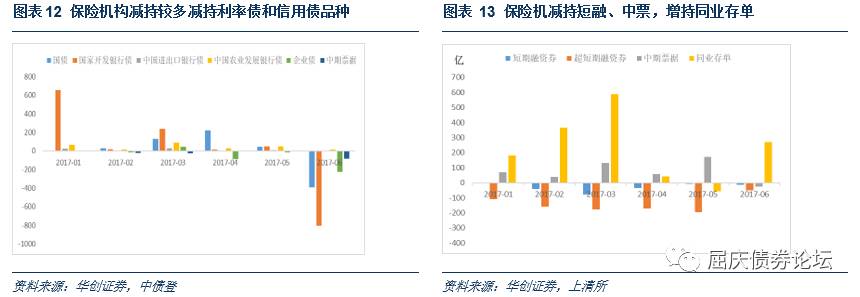 图表 12 保险机构减持较多减持利率债和信用债品种
国债 国家开发银行债 中国进出口银行债 中国农业发展银行债 企业债 中期票据
800
600
400
200
0
-200
-400
-600
-800
-1000
2017-01 2017-02 2017-03 2017-04 2017-05 2017-06
资料来源：华创证券，中债登
图表 13 保险机减持短融、中票，增持同业存单
亿
短期融资券 超短期融资券 中期票据 同业存单
700
600
500
400
300
200
100
0
-100
-200
-300
-400
2017-01 2017-02 2017-03 2017-04 2017-05 2017-06
资料来源：华创证券，上清所
屈庆债券论坛